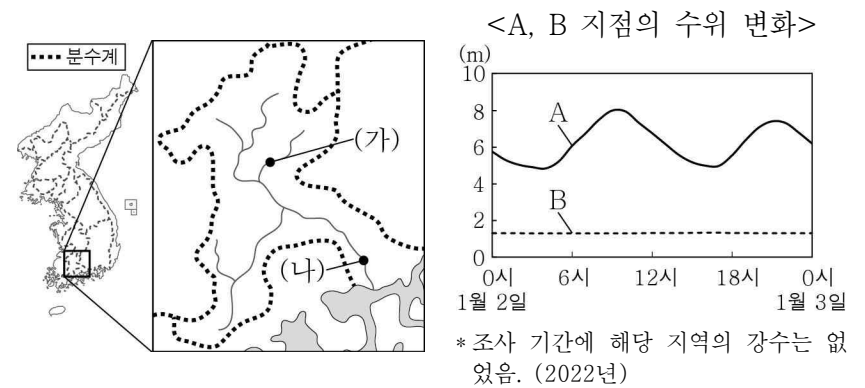 분수계
(가)
(나)
<A, B 지점의 수위 변화>
(m)
10
8
6
4
2
0
A
B
0시 6시 12시 18시 0시
1월 2일 1월 3일
* 조사 기간에 해당 지역의 강수는 없
었음. (2022년)